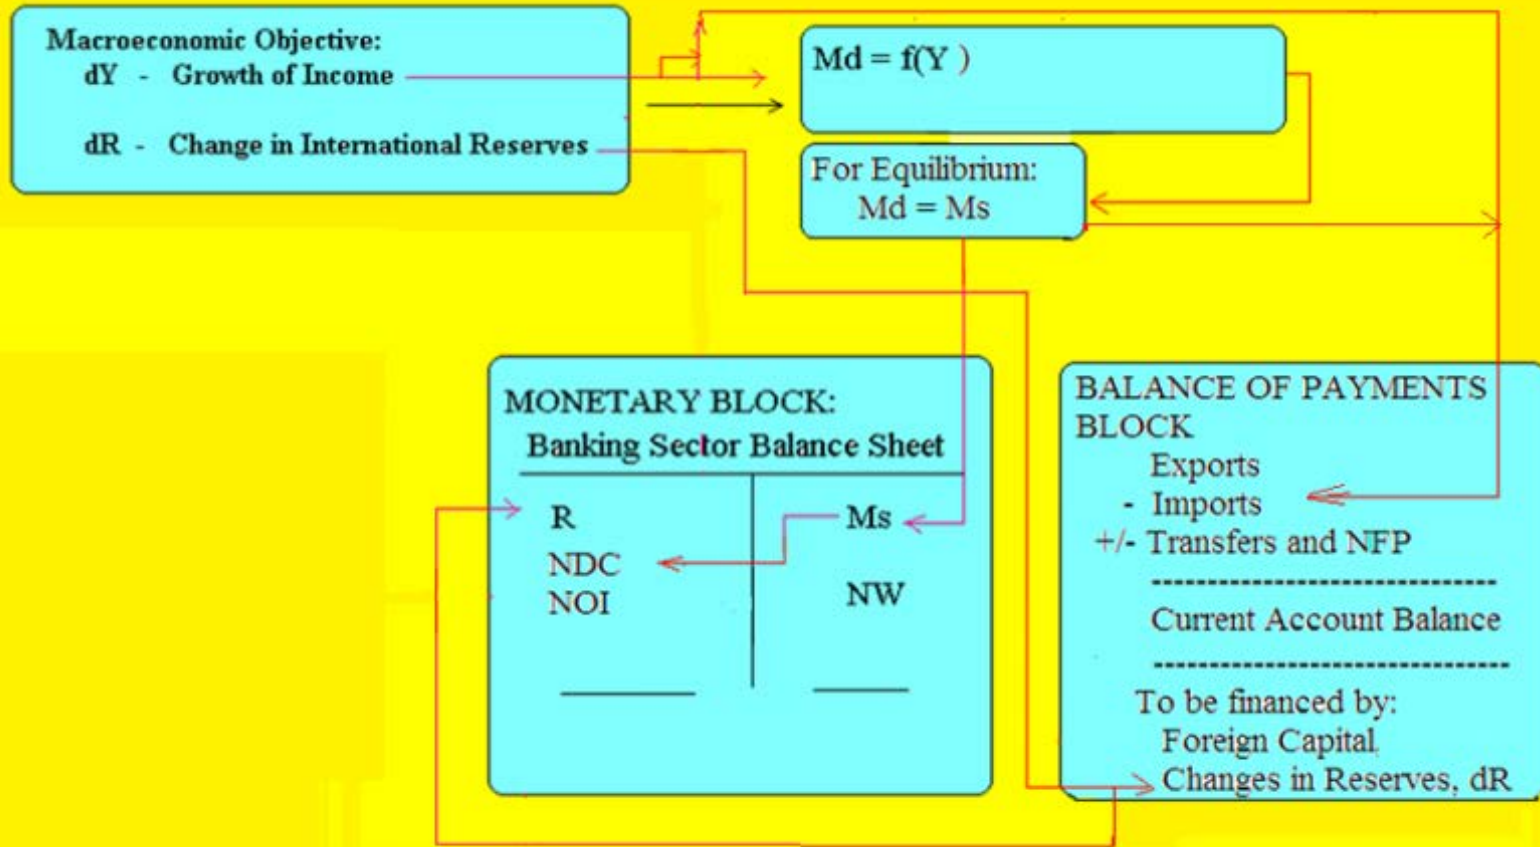 Macroeconomic Objective:
dY - Growth of Income
dR - Change in International Reserves
Md = f(Y )
For Equilibrium:
Md = Ms
MONETARY BLOCK:
Banking Sector Balance Sheet
R
NDC
NOI
Ms
NW
BALANCE OF PAYMENTS
BLOCK
Exports
- Imports
+/- Transfers and NFP
-------------------------------
Current Account Balance
--------------------------------
To be financed by:
Foreign Capital
Changes in Reserves, dR